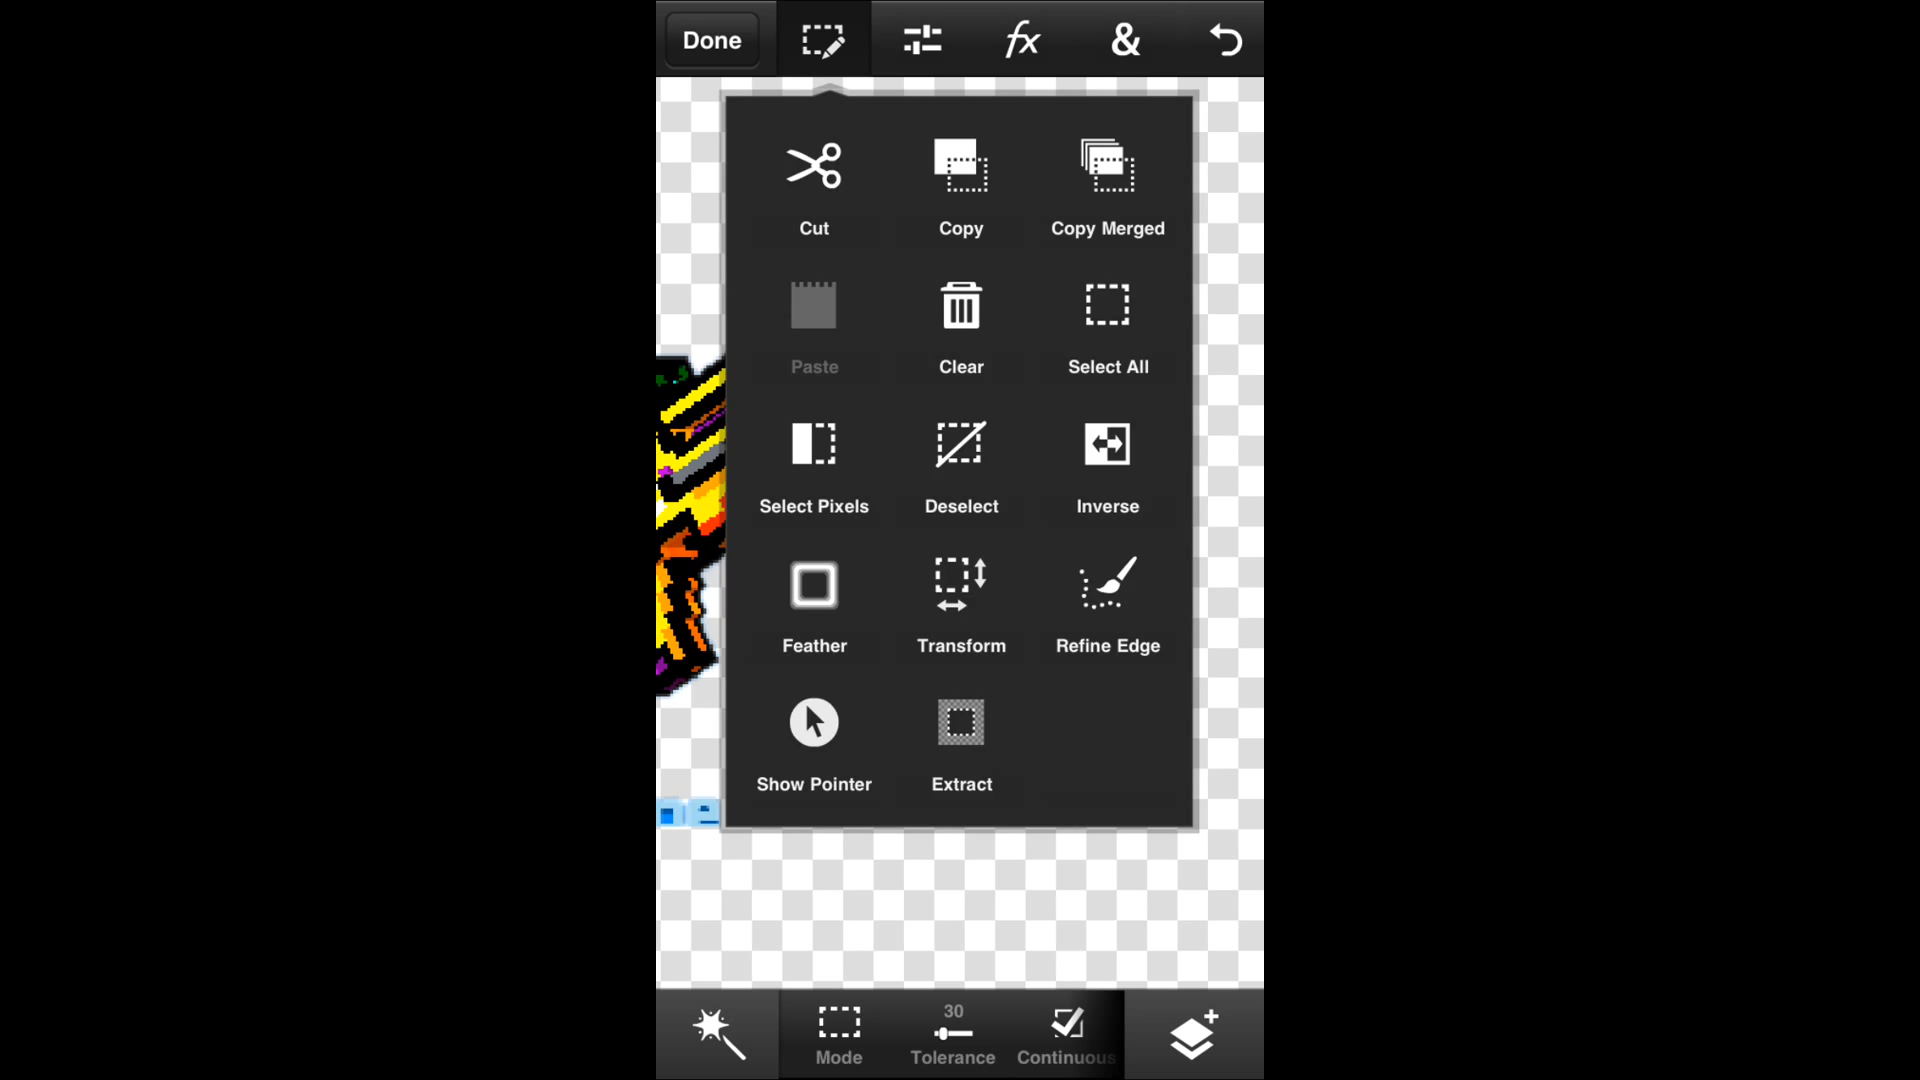 Done
Cut Copy Copy Merged
Paste Clear Select All
Select Pixels Deselect Inverse
Feather Transform Refine Edge
Show Pointer Extract
30
Mode Tolerance Continuous